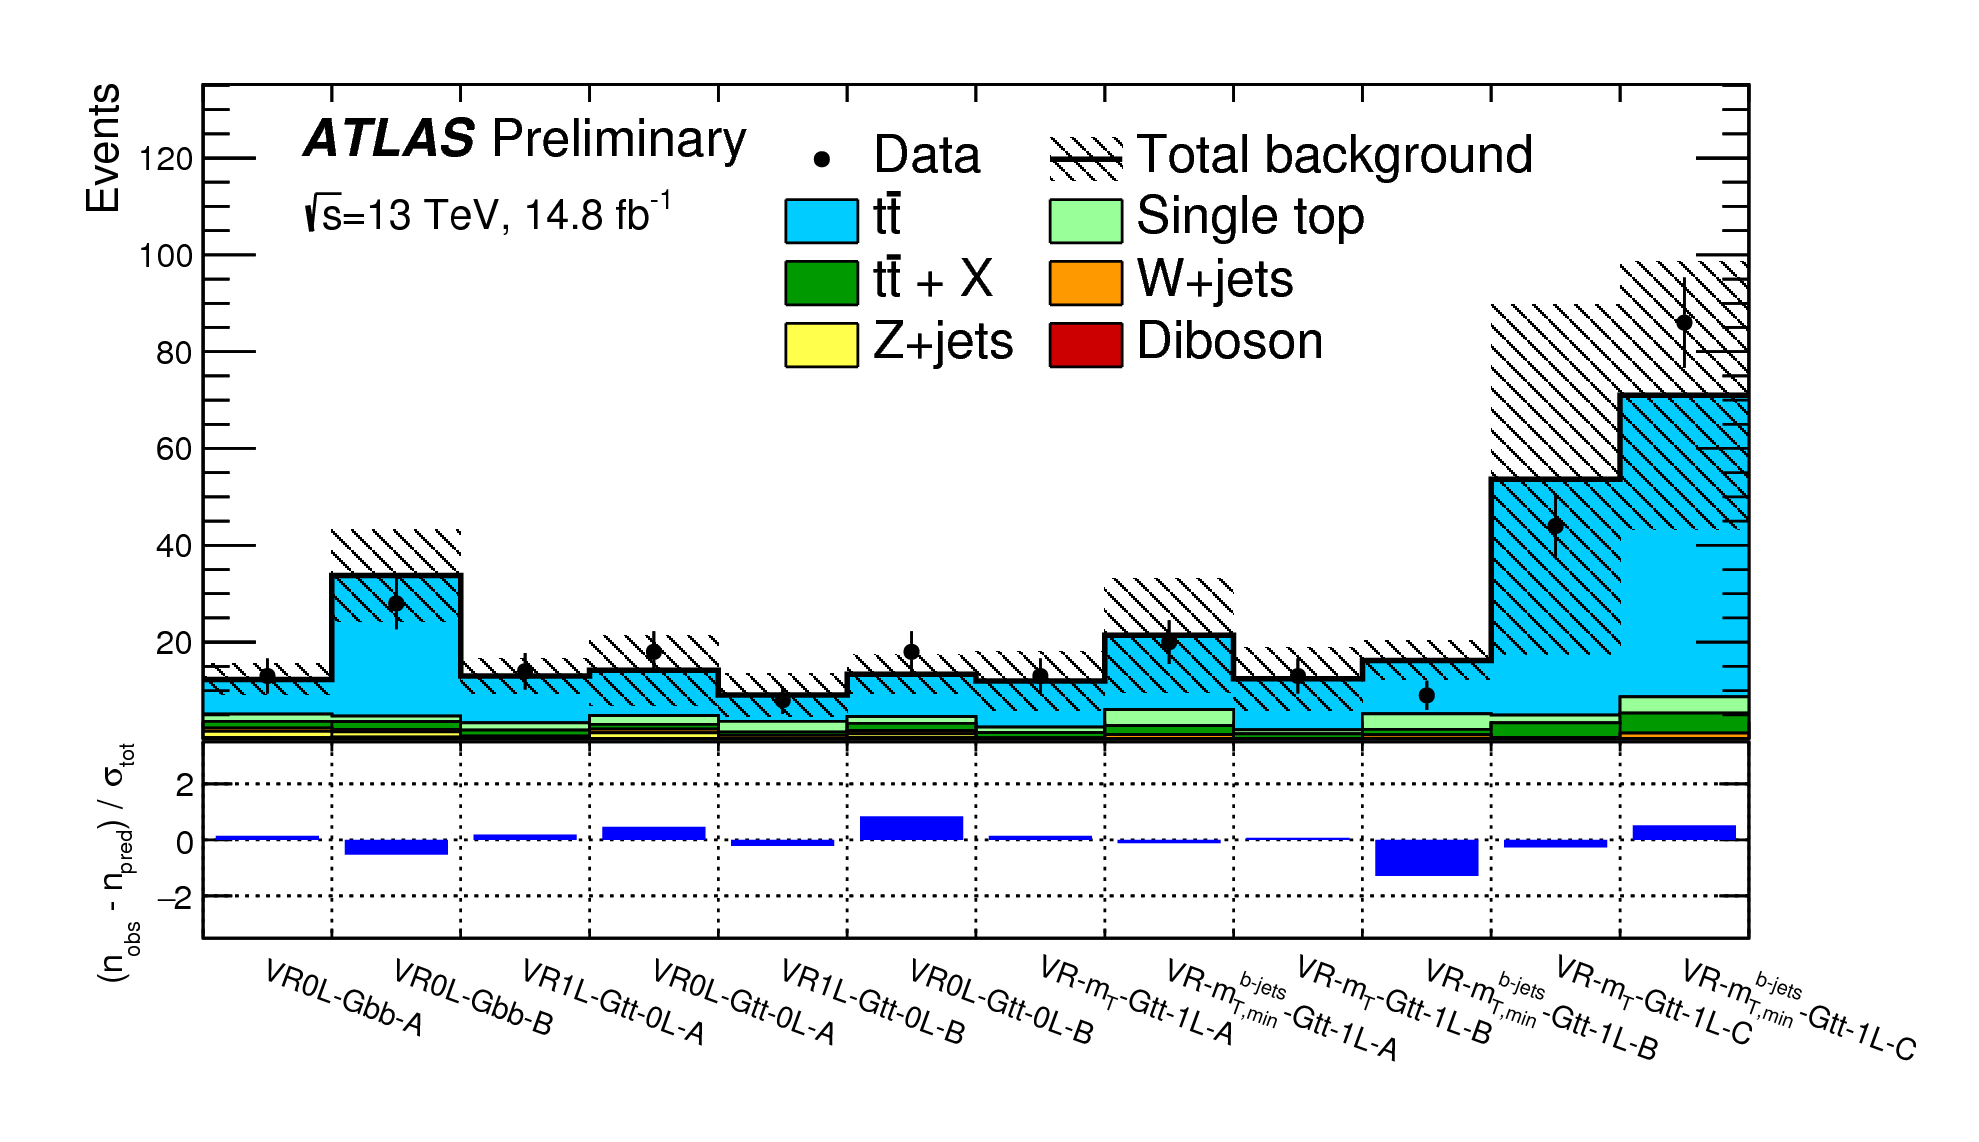 Events
120
100
80
60
40
20
ATLAS Preliminary
√s=13 TeV, 14.8 fb-1
Data
Total background
tt̄
Single top
tt̄ + X
W+jets
Z+jets
Diboson
(nobs - npred) / σtot
2
0
−2
VR0L-Gbb-A
VR0L-Gbb-B
VR1L-Gtt-0L-A
VR0L-Gtt-0L-A
VR1L-Gtt-0L-B
VR0L-Gtt-0L-B
VR-mT-Gtt-1L-A
VR-mT,minb-jets-Gtt-1L-A
VR-mT-Gtt-1L-B
VR-mT,minb-jets-Gtt-1L-B
VR-mT-Gtt-1L-C
VR-mT,minb-jets-Gtt-1L-C